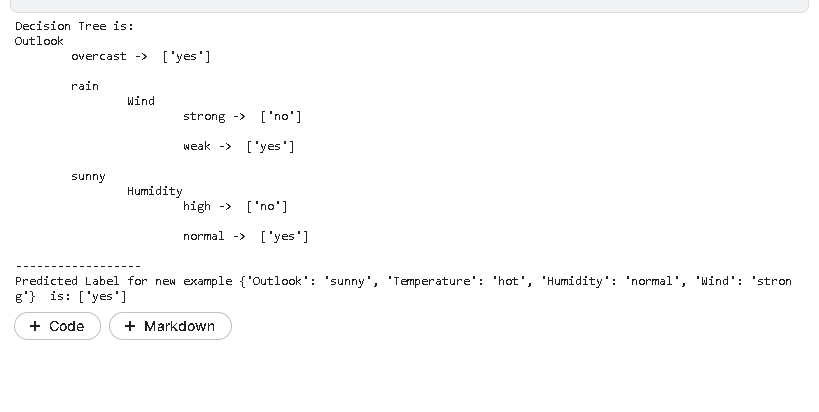 Decision Tree is:
Outlook
overcast ->  ['yes']
rain
Wind
strong ->  ['no']
weak ->  ['yes']
sunny
Humidity
high ->  ['no']
normal ->  ['yes']
------------------
Predicted Label for new example {'Outlook': 'sunny', 'Temperature': 'hot', 'Humidity': 'normal', 'Wind': 'stron
g'}  is: ['yes']
+ Code + Markdown